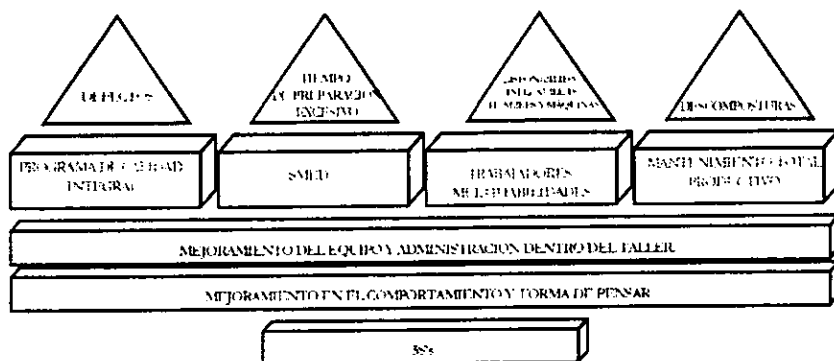 DEFECTOS
TIEMPO
DE PREPARACION
EXCESIVO
DESCOMPOSTURAS
PROGRAMA DE CALIDAD
INTEGRAL
SMED
TRABAJADORES
MULTIHABILIDADES
MANTENIMIENTO TOTAL
PRODUCTIVO
MEJORAMIENTO DEL EQUIPO Y ADMINISTRACION DENTRO DEL TALLER
MEJORAMIENTO EN EL COMPORTAMIENTO Y FORMA DE PENSAR